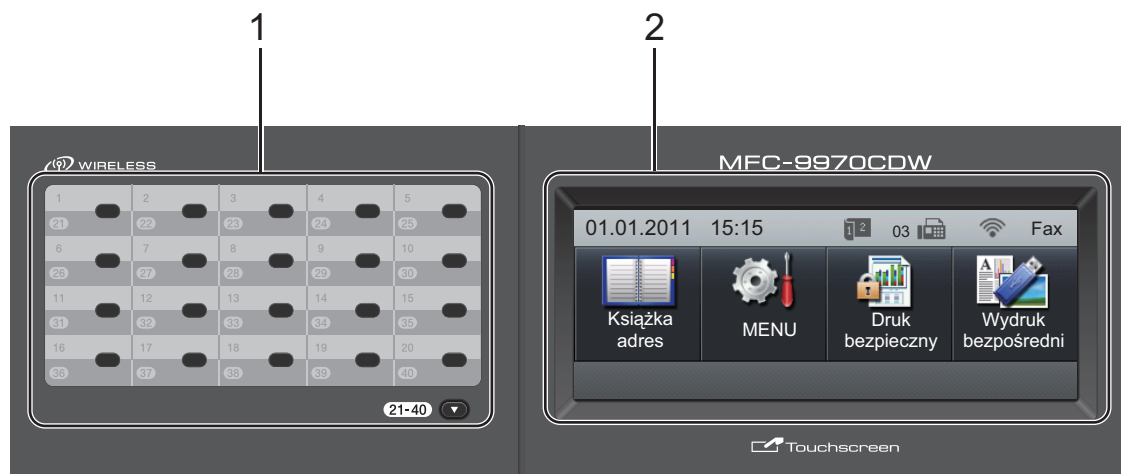 1
2
WIRELESS
MFC-9970CDW
1 2 3 4 5
21 22 23 24 25
6 7 8 9 10
26 27 28 29 30
11 12 13 14 15
31 32 33 34 35
16 17 18 19 20
36 37 38 39 40
21-40
01.01.2011 15:15 1 2 03 Fax
Książka
adres
MENU
Druk
bezpieczny
Wydruk
bezpośredni
Touchscreen